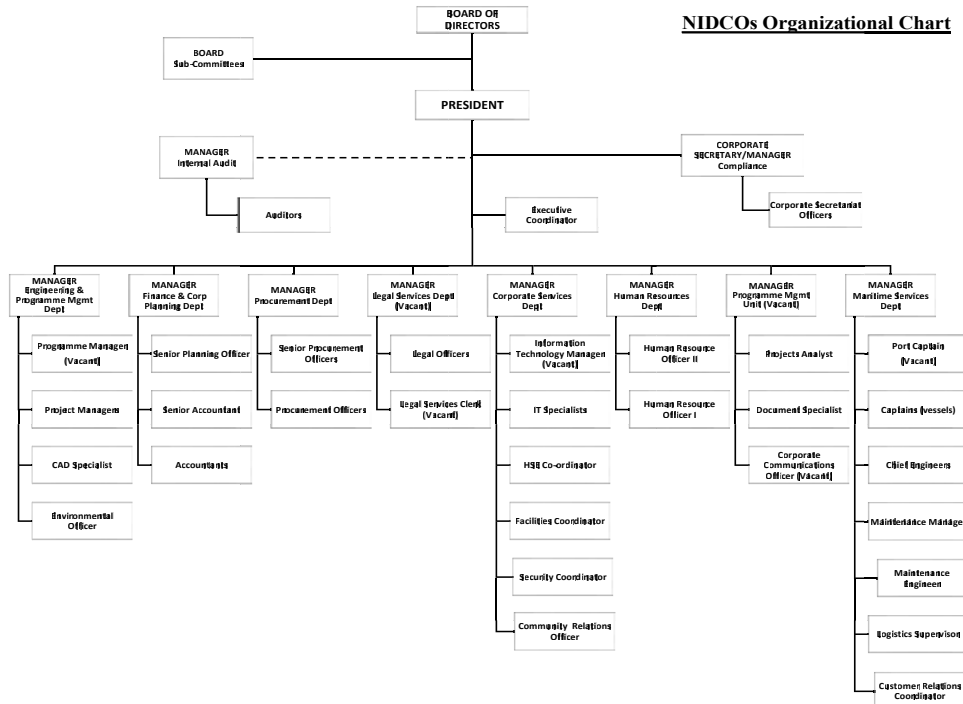 NIDCOs Organizational Chart
BOARD OF
DIRECTORS
BOARD
Sub-Committees
PRESIDENT
MANAGER
Internal Audit
CORPORATE
SECRETARY/MANAGER
Compliance
Auditors
Executive
Coordinator
Corporate Secretariat
Officers
MANAGER
Engineering &
Programme Mgmt
Dept
MANAGER
Finance & Corp
Planning Dept
MANAGER
Procurement Dept
MANAGER
Legal Services Dept
(Vacant)
MANAGER
Corporate Services
Dept
MANAGER
Human Resources
Dept
MANAGER
Programme Mgmt
Unit (Vacant)
MANAGER
Maritime Services
Dept
Programme Manager
(Vacant)
Senior Planning Officer
Senior Procurement
Officers
Legal Officers
Information
Technology Manager
(Vacant)
Human Resource
Officer II
Projects Analyst
Port Captain
(Vacant)
Project Managers
Senior Accountant
Procurement Officers
Legal Services Clerk
(Vacant)
IT Specialists
Human Resource
Officer I
Document Specialist
Captains (vessels)
CAD Specialist
Accountants
HSE Co-ordinator
Corporate
Communications
Officer (Vacant)
Chief Engineers
Environmental
Officer
Facilities Coordinator
Maintenance Manage
Security Coordinator
Maintenance
Engineer
Community Relations
Officer
Logistics Supervisor
Customer Relations
Coordinator